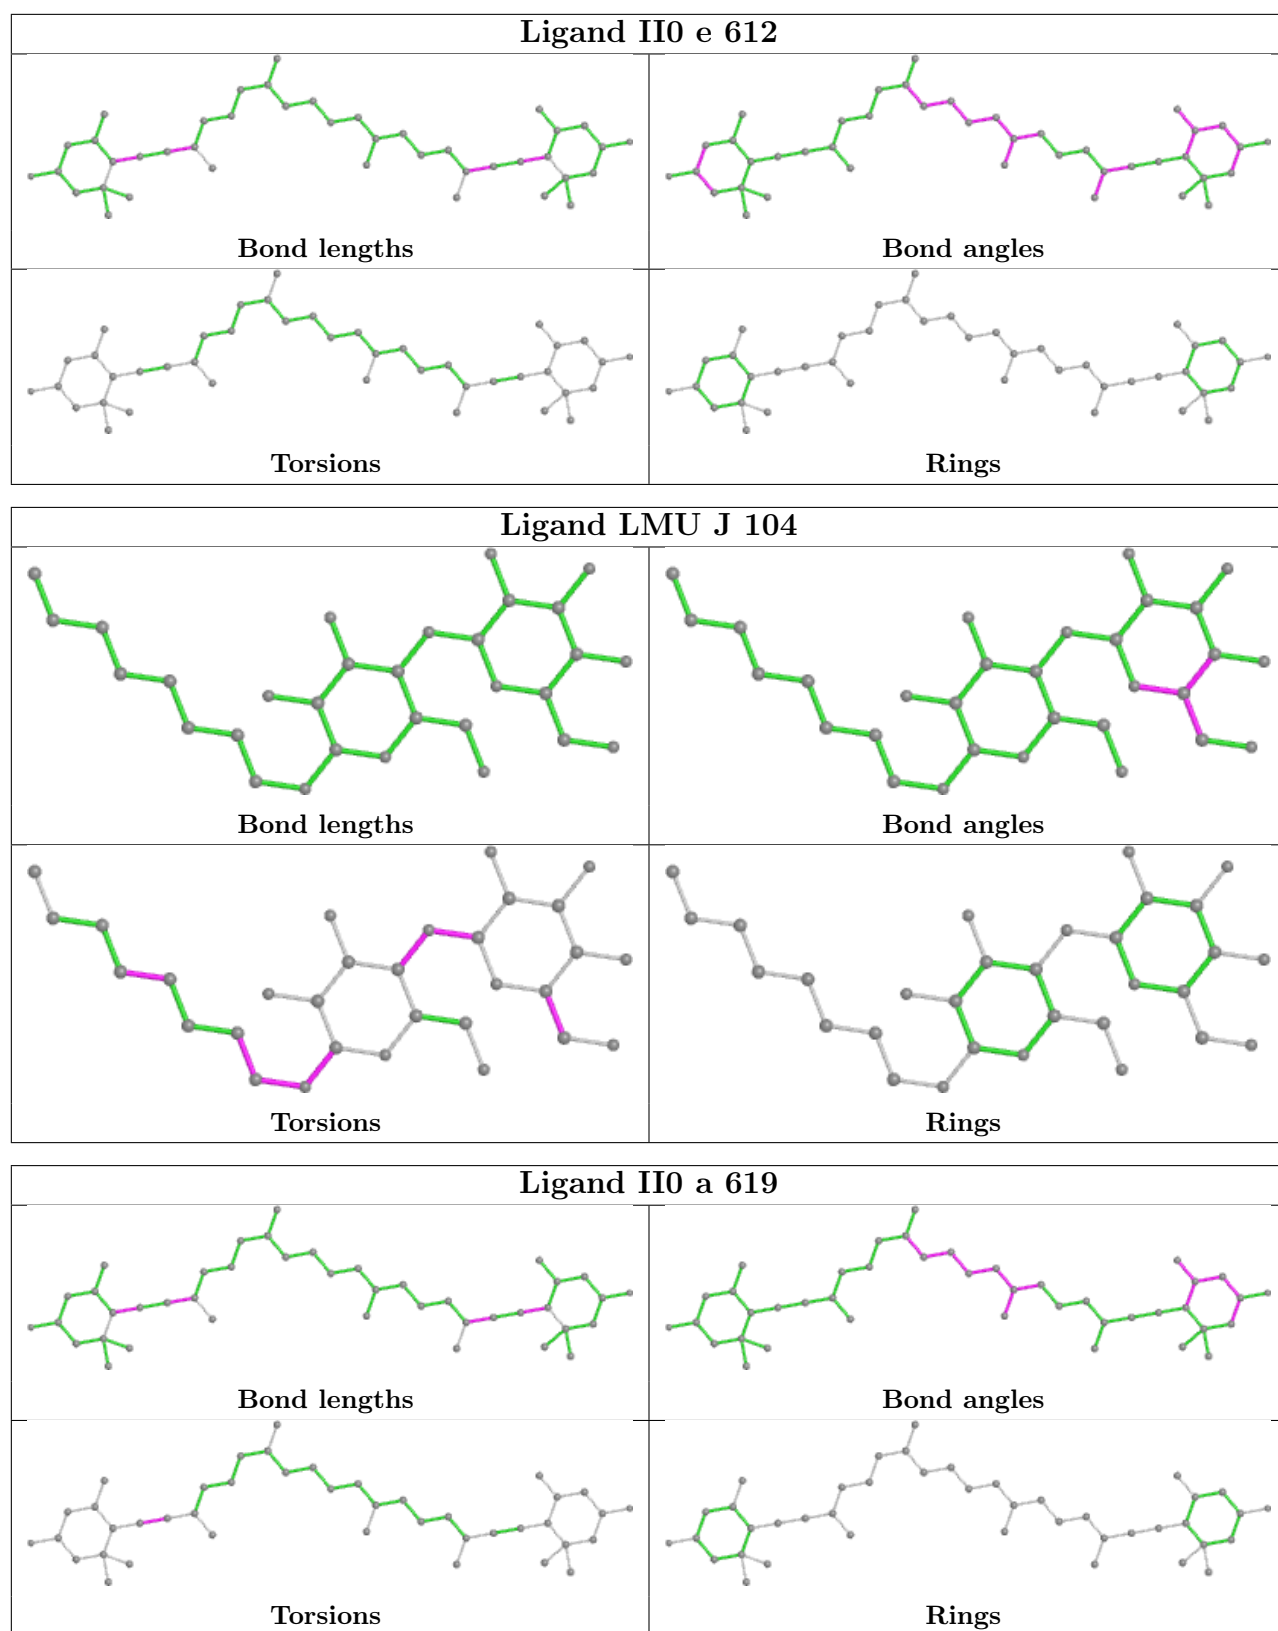 Ligand II0 e 612
Bond lengths
Bond angles
Torsions
Rings
Ligand LMU J 104
Bond lengths
Bond angles
Torsions
Rings
Ligand II0 a 619
Bond lengths
Bond angles
Torsions
Rings